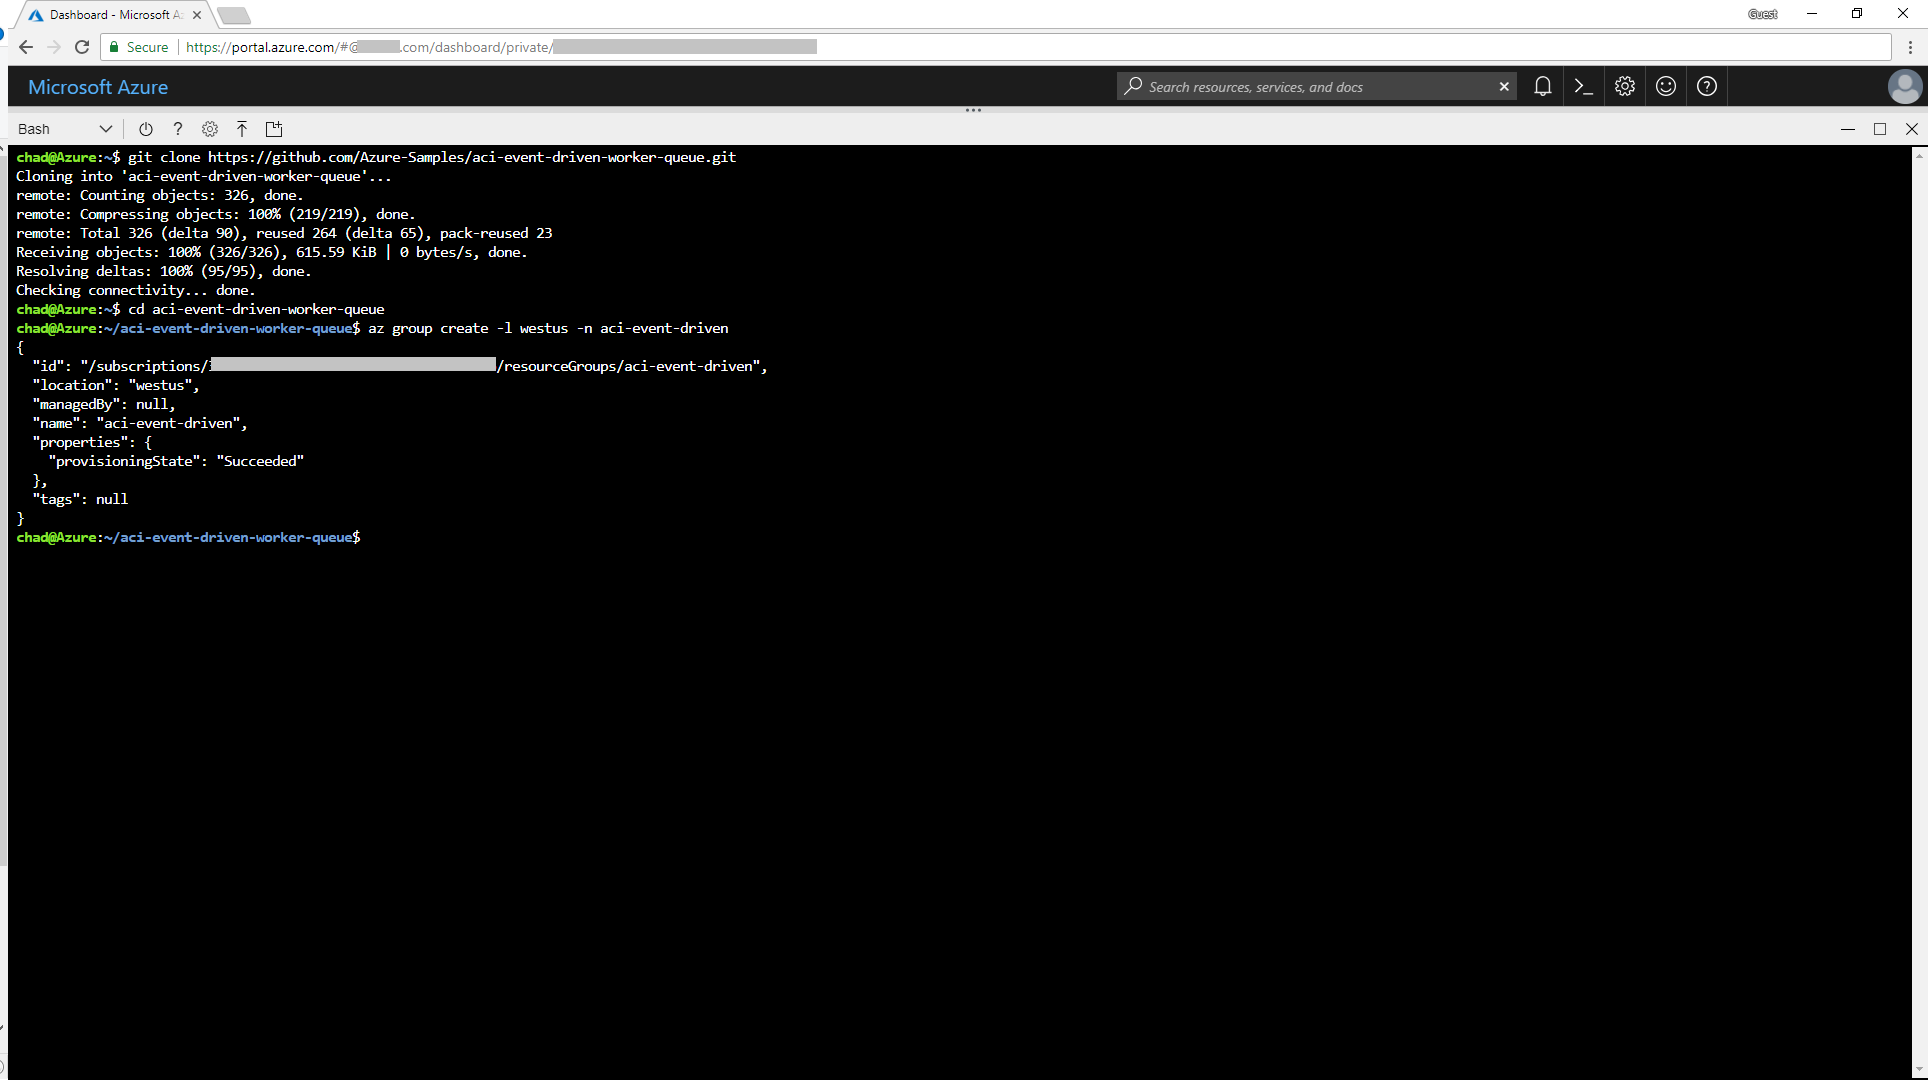 Dashboard - Microsoft A
Guest
Secure https://portal.azure.com/#@ .com/dashboard/private/
Microsoft Azure
Search resources, services, and docs
Bash
chad@Azure:~$ git clone https://github.com/Azure-Samples/aci-event-driven-worker-queue.git
Cloning into 'aci-event-driven-worker-queue'...
remote: Counting objects: 326, done.
remote: Compressing objects: 100% (219/219), done.
remote: Total 326 (delta 90), reused 264 (delta 65), pack-reused 23
Receiving objects: 100% (326/326), 615.59 KiB | 0 bytes/s, done.
Resolving deltas: 100% (95/95), done.
Checking connectivity... done.
chad@Azure:~$ cd aci-event-driven-worker-queue
chad@Azure:~/aci-event-driven-worker-queue$ az group create -l westus -n aci-event-driven
{
  "id": "/subscriptions/ /resourceGroups/aci-event-driven",
  "location": "westus",
  "managedBy": null,
  "name": "aci-event-driven",
  "properties": {
    "provisioningState": "Succeeded"
  },
  "tags": null
}
chad@Azure:~/aci-event-driven-worker-queue$